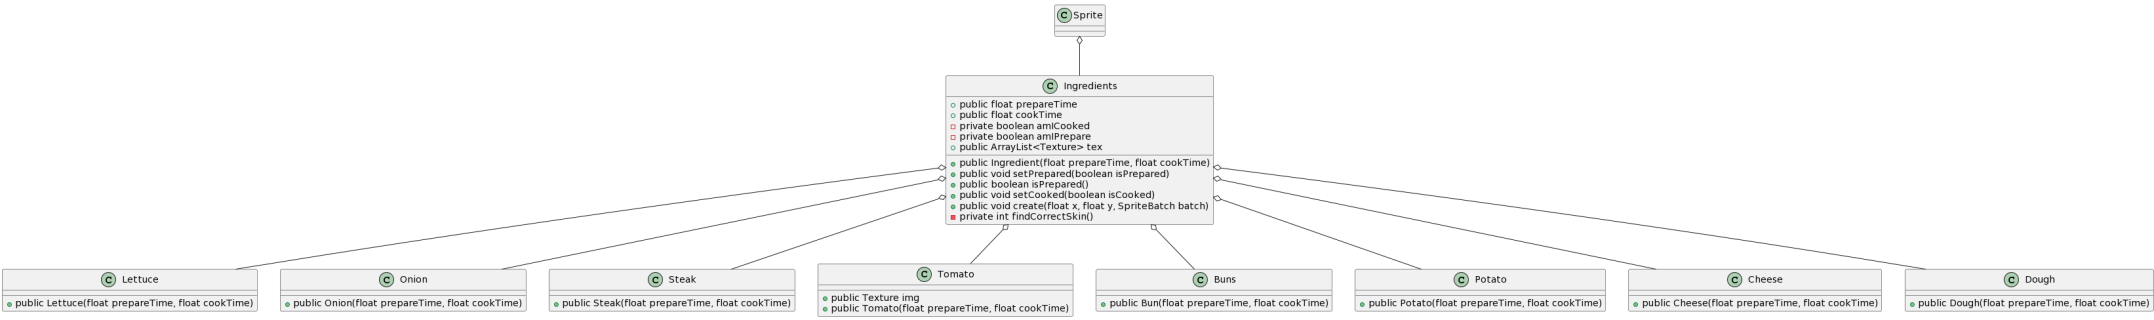 C Sprite
C Ingredients
public float prepareTime
public float cookTime
private boolean amICooked
private boolean amIPrepare
public ArrayList<Texture> tex
public Ingredient(float prepareTime, float cookTime)
public void setPrepared(boolean isPrepared)
public boolean isPrepared()
public void setCooked(boolean isCooked)
public void create(float x, float y, SpriteBatch batch)
private int findCorrectSkin()
C Lettuce
public Lettuce(float prepareTime, float cookTime)
C Onion
public Onion(float prepareTime, float cookTime)
C Steak
public Steak(float prepareTime, float cookTime)
C Tomato
public Texture img
public Tomato(float prepareTime, float cookTime)
C Buns
public Bun(float prepareTime, float cookTime)
C Potato
public Potato(float prepareTime, float cookTime)
C Cheese
public Cheese(float prepareTime, float cookTime)
C Dough
public Dough(float prepareTime, float cookTime)